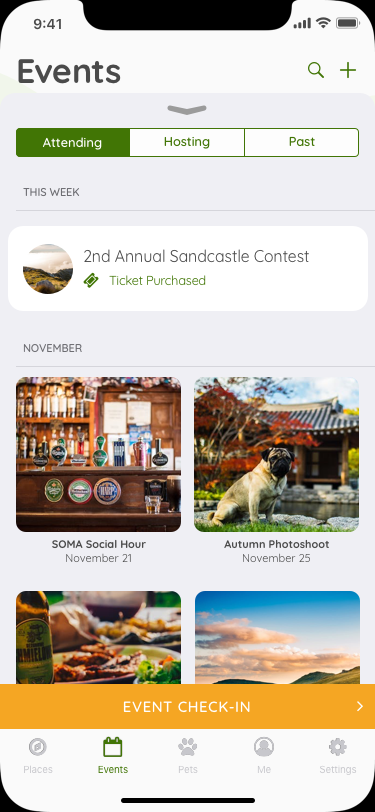 9:41
Events
Attending
Hosting
Past
THIS WEEK
2nd Annual Sandcastle Contest
Ticket Purchased
NOVEMBER
SOMA Social Hour
November 21
Autumn Photoshoot
November 25
EVENT CHECK-IN
Places
Events
Pets
Me
Settings